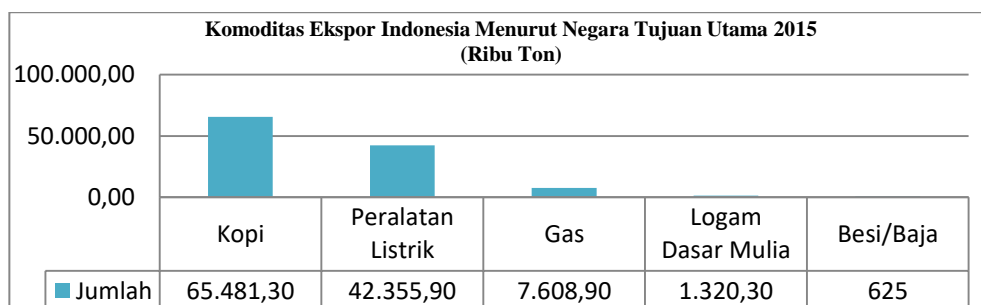 Komoditas Ekspor Indonesia Menurut Negara Tujuan Utama 2015
(Ribu Ton)
100.000,00
50.000,00
0,00
Kopi
Peralatan
Listrik
Gas
Logam
Dasar Mulia
Besi/Baja
Jumlah 65.481,30 42.355,90 7.608,90 1.320,30 625